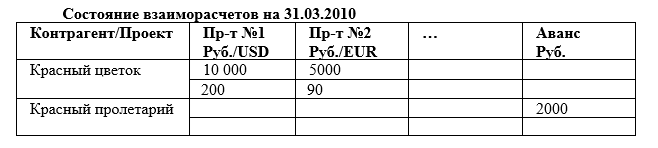 Состояние взаиморасчетов на 31.03.2010
Контрагент/Проект Пр-т №1 Руб./USD Пр-т №2 Руб./EUR … Аванс Руб.
Красный цветок 10 000 5000
200 90
Красный пролетарий 2000